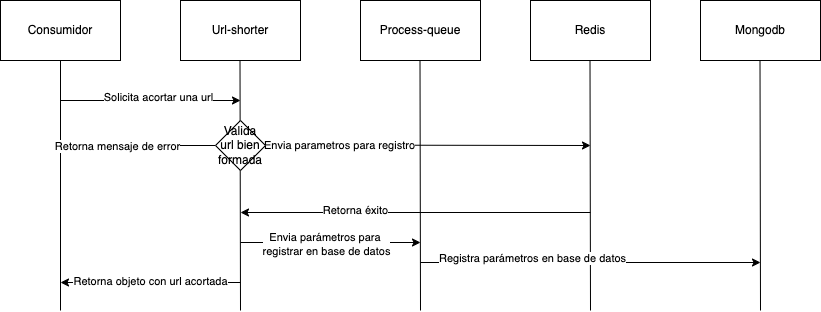 Consumidor
Url-shorter
Process-queue
Redis
Mongodb
Solicita acortar una url
Valida
url bien
formada
Retorna mensaje de error
Envia parametros para registro
Retorna éxito
Envia parámetros para
registrar en base de datos
Registra parámetros en base de datos
Retorna objeto con url acortada